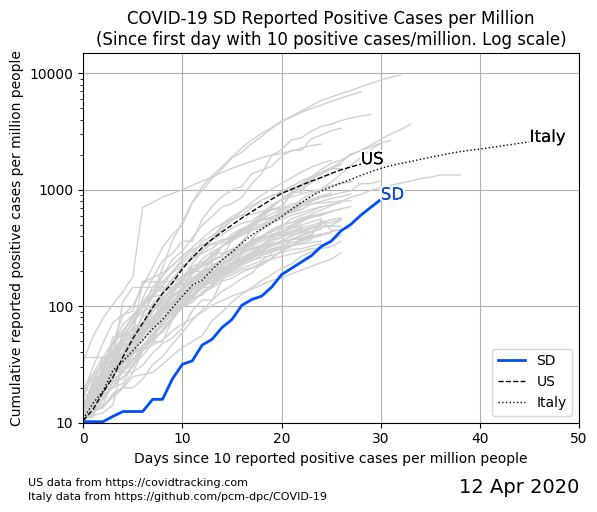 COVID-19 SD Reported Positive Cases per Million
(Since first day with 10 positive cases/million. Log scale)
Cumulative reported positive cases per million people
10000
1000
100
10
Italy
US
SD
SD
US
Italy
0
10
20
30
40
50
Days since 10 reported positive cases per million people
US data from https://covidtracking.com
Italy data from https://github.com/pcm-dpc/COVID-19
12 Apr 2020